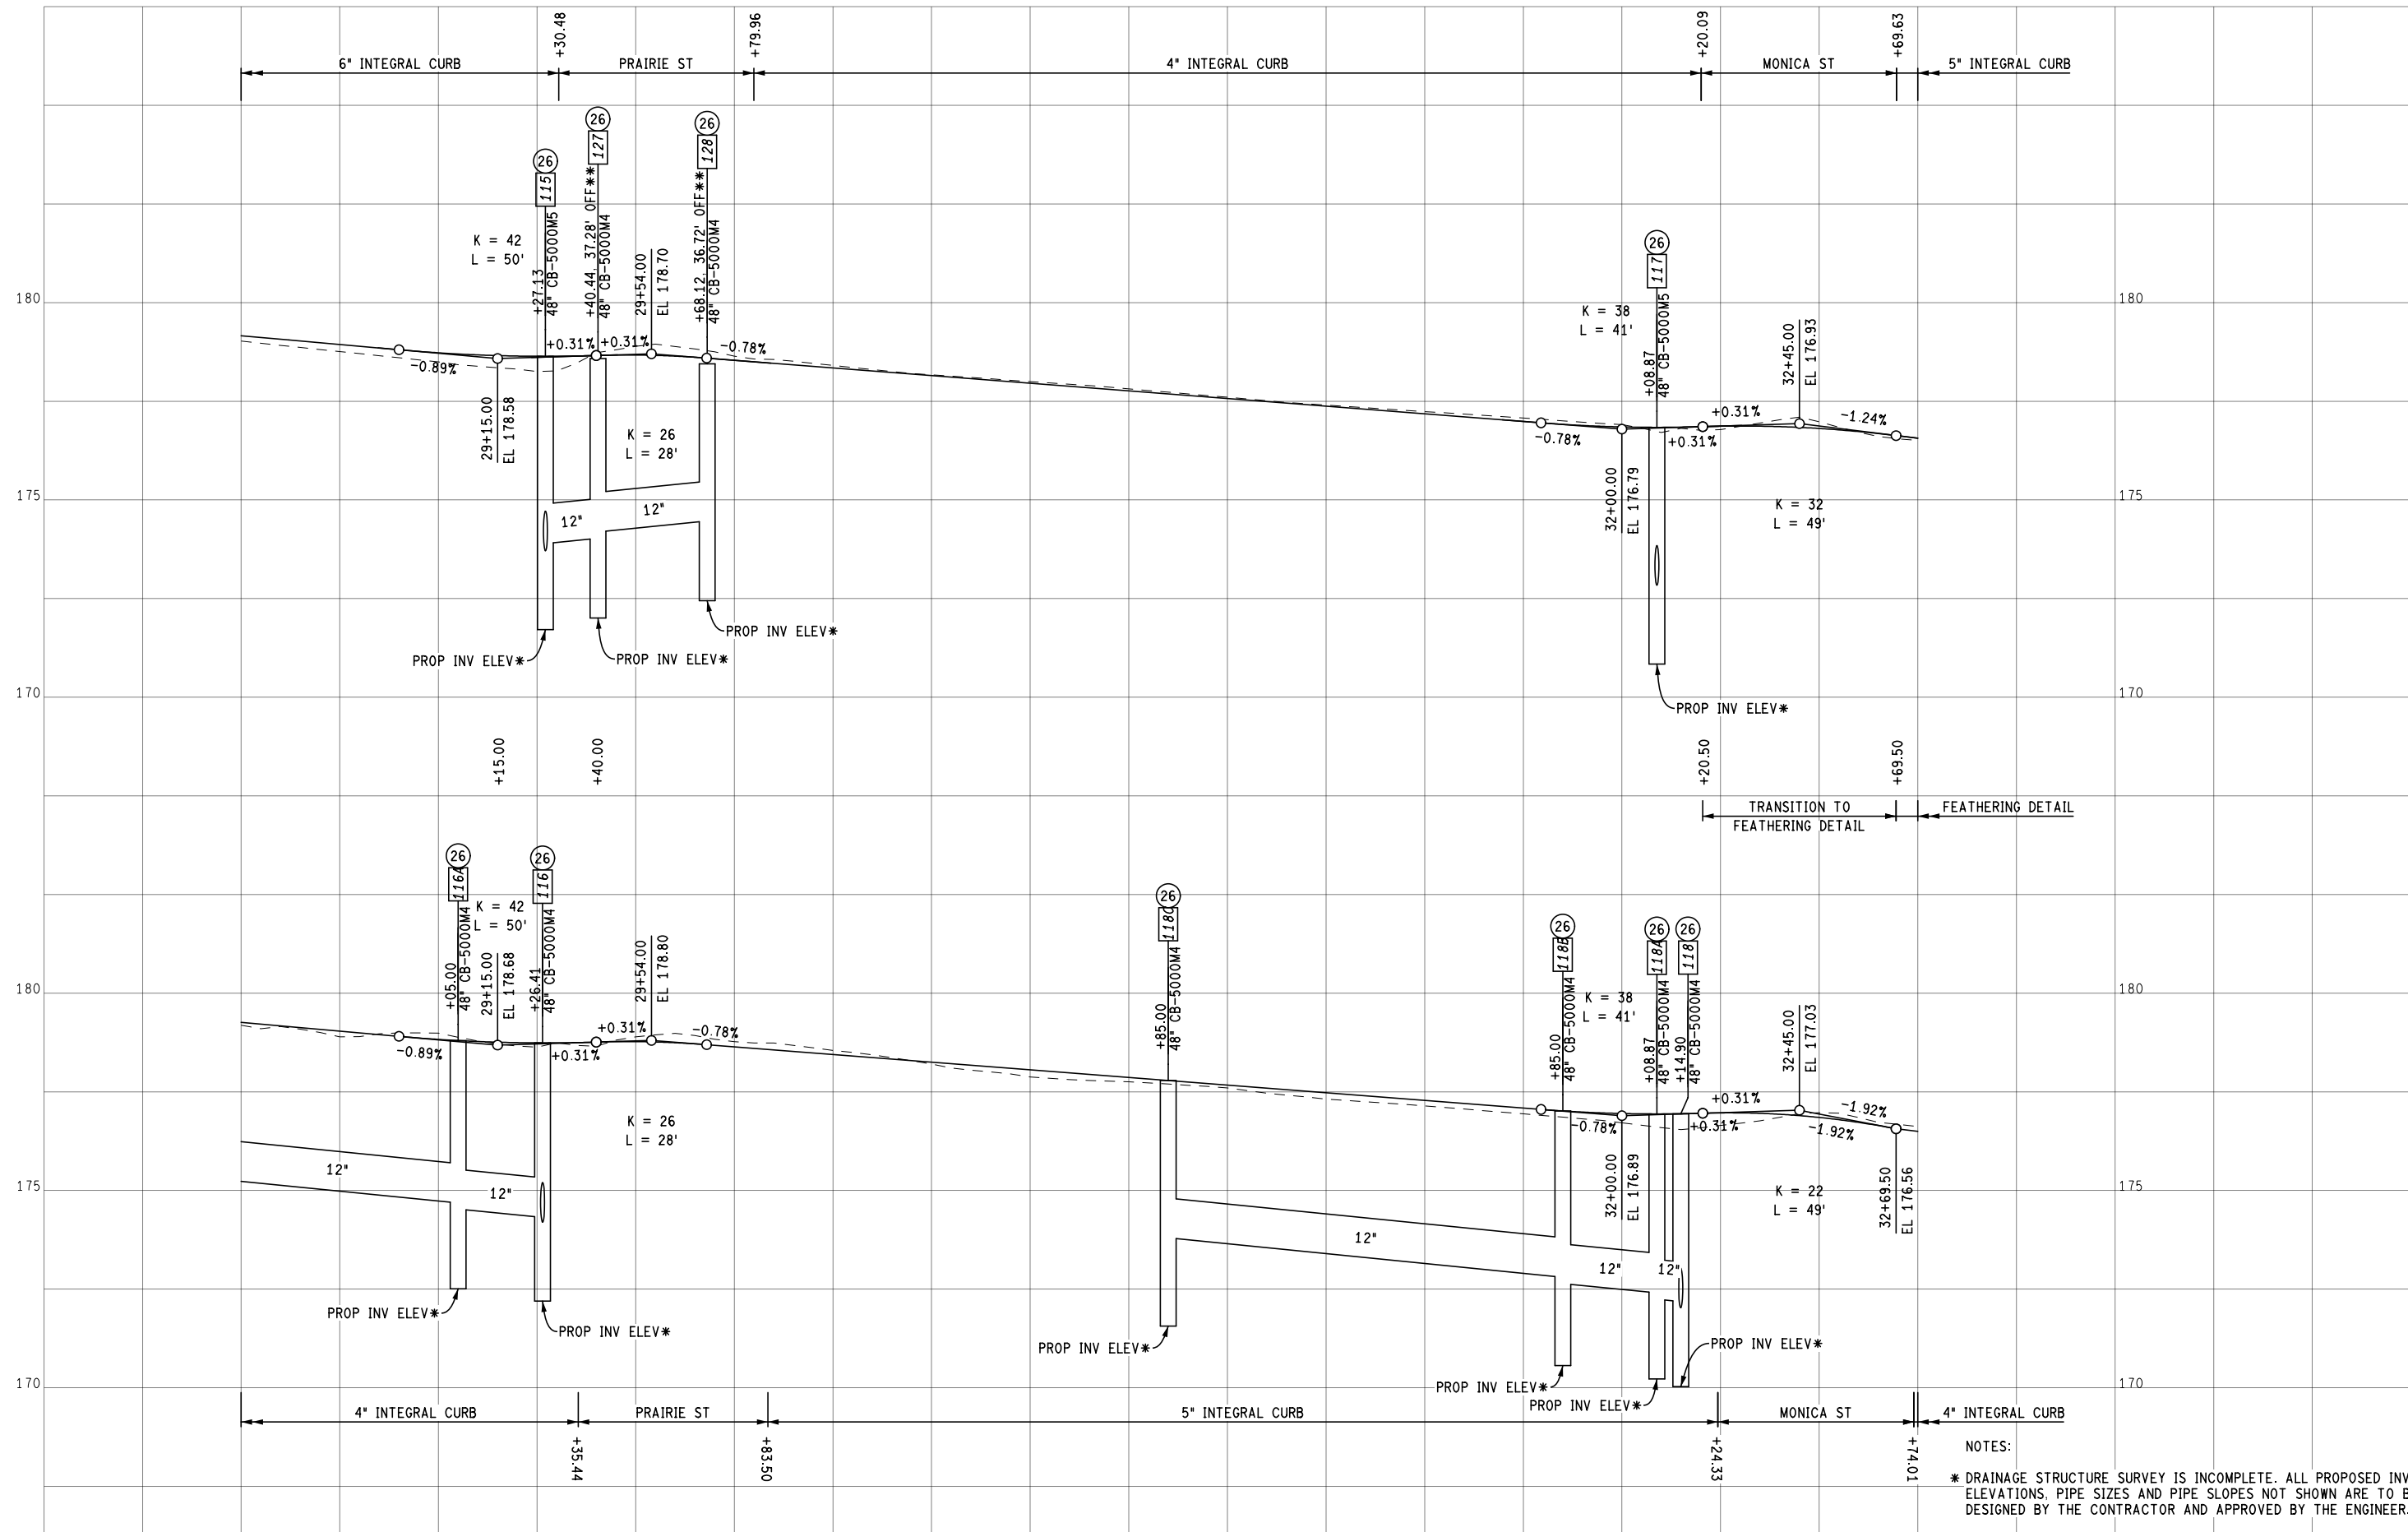 +30.48
+79.96
+20.09
+69.63
6" INTEGRAL CURB
PRAIRIE ST
4" INTEGRAL CURB
MONICA ST
5" INTEGRAL CURB
26
115
+27.13
48" CB-5000M5
26
127
+40.44, 37.28' OFF**
48" CB-5000M4
26
128
+68.12, 36.72' OFF**
48" CB-5000M4
26
117
+08.87
48" CB-5000M5
K = 42
L = 50'
29+54.00
EL 178.70
K = 38
L = 41'
32+45.00
EL 176.93
180
180
-0.89%
+0.31%
+0.31%
-0.78%
-0.78%
+0.31%
+0.31%
-1.24%
29+15.00
EL 178.58
K = 26
L = 28'
32+00.00
EL 176.79
K = 32
L = 49'
175
175
12"
12"
PROP INV ELEV*
PROP INV ELEV*
PROP INV ELEV*
PROP INV ELEV*
170
170
+15.00
+40.00
+20.50
+69.50
TRANSITION TO
FEATHERING DETAIL
FEATHERING DETAIL
26
116A
+05.00
48" CB-5000M4
K = 42
L = 50'
29+15.00
EL 178.68
26
116
+26.41
48" CB-5000M4
29+54.00
EL 178.80
26
118C
+85.00
48" CB-5000M4
26
118B
+85.00
48" CB-5000M4
K = 38
L = 41'
26
118A
+08.87
48" CB-5000M4
26
118
+14.90
48" CB-5000M4
32+45.00
EL 177.03
180
180
-0.89%
+0.31%
+0.31%
-0.78%
-0.78%
+0.31%
+0.31%
-1.92%
-1.92%
K = 26
L = 28'
32+00.00
EL 176.89
K = 22
L = 49'
32+69.50
EL 176.56
175
175
12"
12"
12"
12"
12"
PROP INV ELEV*
PROP INV ELEV*
PROP INV ELEV*
PROP INV ELEV*
PROP INV ELEV*
PROP INV ELEV*
170
170
4" INTEGRAL CURB
PRAIRIE ST
5" INTEGRAL CURB
MONICA ST
4" INTEGRAL CURB
+35.44
+83.50
+24.33
+74.01
NOTES:
* DRAINAGE STRUCTURE SURVEY IS INCOMPLETE. ALL PROPOSED INV
ELEVATIONS, PIPE SIZES AND PIPE SLOPES NOT SHOWN ARE TO B
DESIGNED BY THE CONTRACTOR AND APPROVED BY THE ENGINEER.